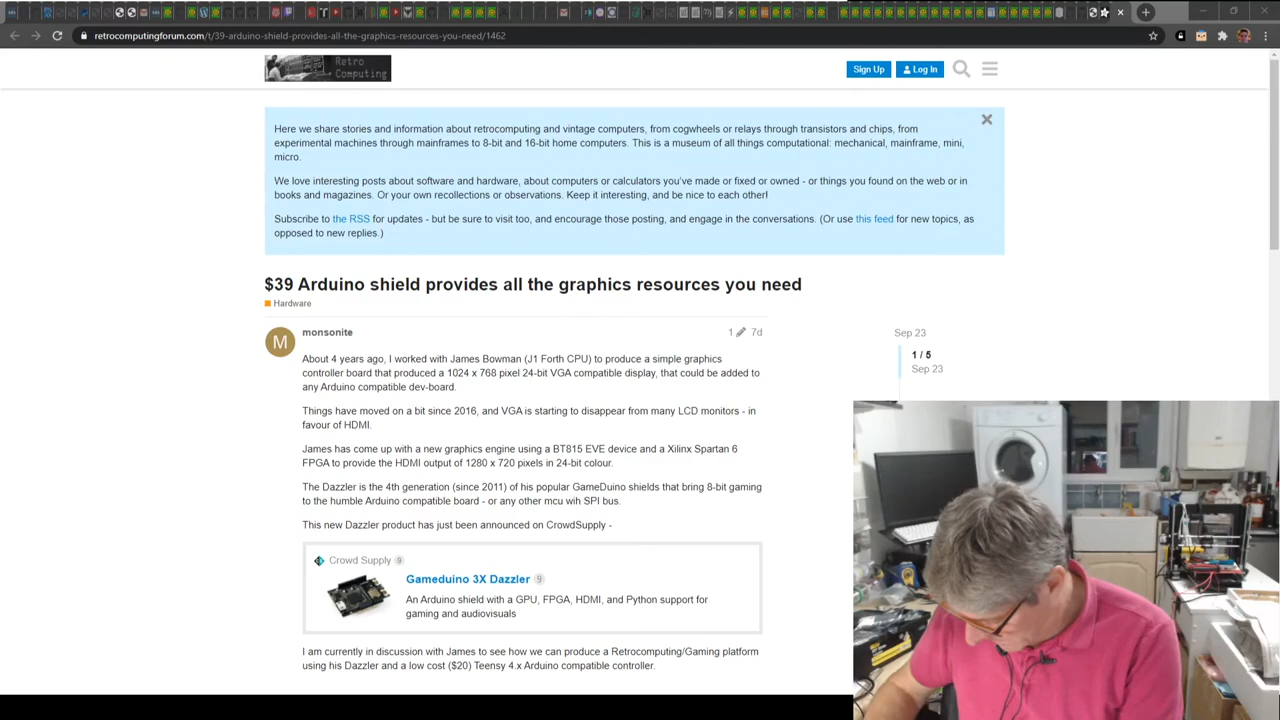 retrocomputingforum.com/t/39-arduino-shield-provides-all-the-graphics-resources-you-need/1462
Retro
Computing
Sign Up
Log In
Here we share stories and information about retrocomputing and vintage computers, from cogwheels or relays through transistors and chips, from
experimental machines through mainframes to 8-bit and 16-bit home computers. This is a museum of all things computational: mechanical, mainframe, mini,
micro.
We love interesting posts about software and hardware, about computers or calculators you've made or fixed or owned - or things you found on the web or in
books and magazines. Or your own recollections or observations. Keep it interesting, and be nice to each other!
Subscribe to the RSS for updates - but be sure to visit too, and encourage those posting, and engage in the conversations. (Or use this feed for new topics, as
opposed to new replies.)
$39 Arduino shield provides all the graphics resources you need
Hardware
M
monsonite
1 7d
About 4 years ago, I worked with James Bowman (J1 Forth CPU) to produce a simple graphics
controller board that produced a 1024 x 768 pixel 24-bit VGA compatible display, that could be added to
any Arduino compatible dev-board.
Things have moved on a bit since 2016, and VGA is starting to disappear from many LCD monitors - in
favour of HDMI.
James has come up with a new graphics engine using a BT815 EVE device and a Xilinx Spartan 6
FPGA to provide the HDMI output of 1280 x 720 pixels in 24-bit colour.
The Dazzler is the 4th generation (since 2011) of his popular GameDuino shields that bring 8-bit gaming
to the humble Arduino compatible board - or any other mcu wih SPI bus.
This new Dazzler product has just been announced on CrowdSupply -
Crowd Supply 9
Gameduino 3X Dazzler 9
An Arduino shield with a GPU, FPGA, HDMI, and Python support for
gaming and audiovisuals
I am currently in discussion with James to see how we can produce a Retrocomputing/Gaming platform
using his Dazzler and a low cost ($20) Teensy 4.x Arduino compatible controller.
Sep 23
1 / 5
Sep 23